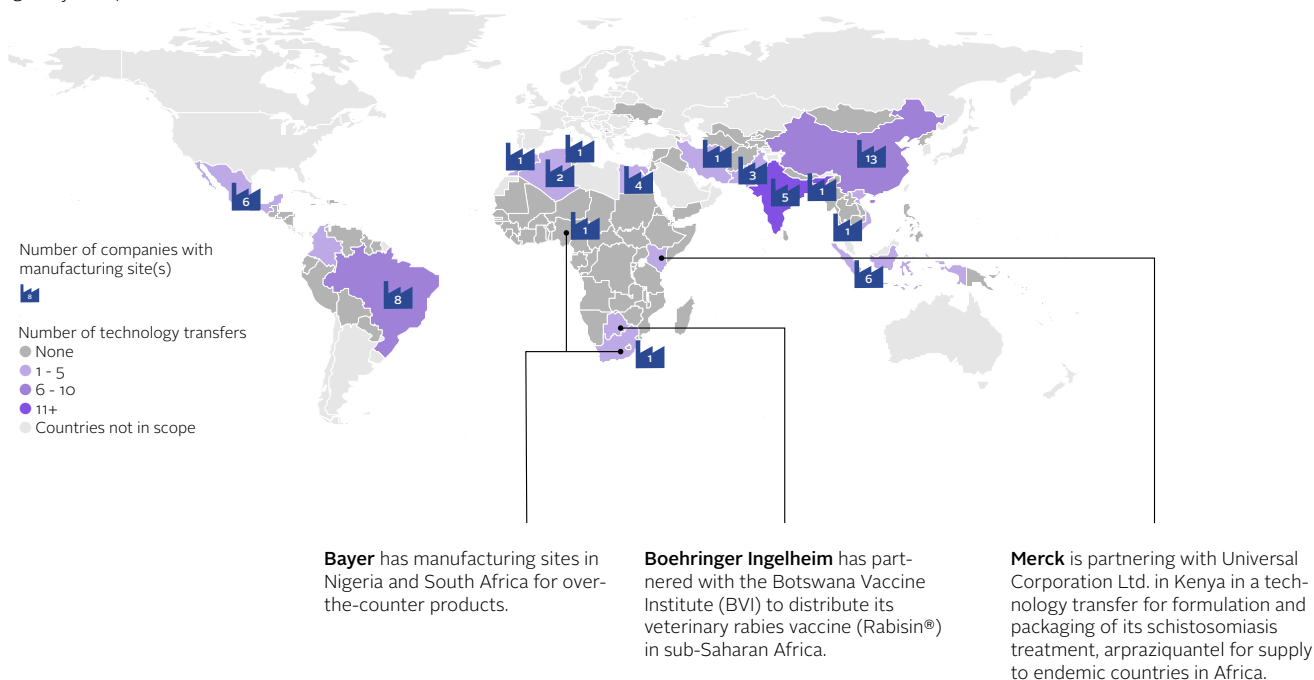 1
1
2
1
3
13
4
5
1
6
1
1
6
8
1
Number of companies with
manufacturing site(s)
8
Number of technology transfers
None
1 - 5
6 - 10
11+
Countries not in scope
Bayer has manufacturing sites in
Nigeria and South Africa for over-
the-counter products.
Boehringer Ingelheim has part-
nered with the Botswana Vaccine
Institute (BVI) to distribute its
veterinary rabies vaccine (Rabisin®)
in sub-Saharan Africa.
Merck is partnering with Universal
Corporation Ltd. in Kenya in a tech-
nology transfer for formulation and
packaging of its schistosomiasis
treatment, arpraziquantel for supply
to endemic countries in Africa.